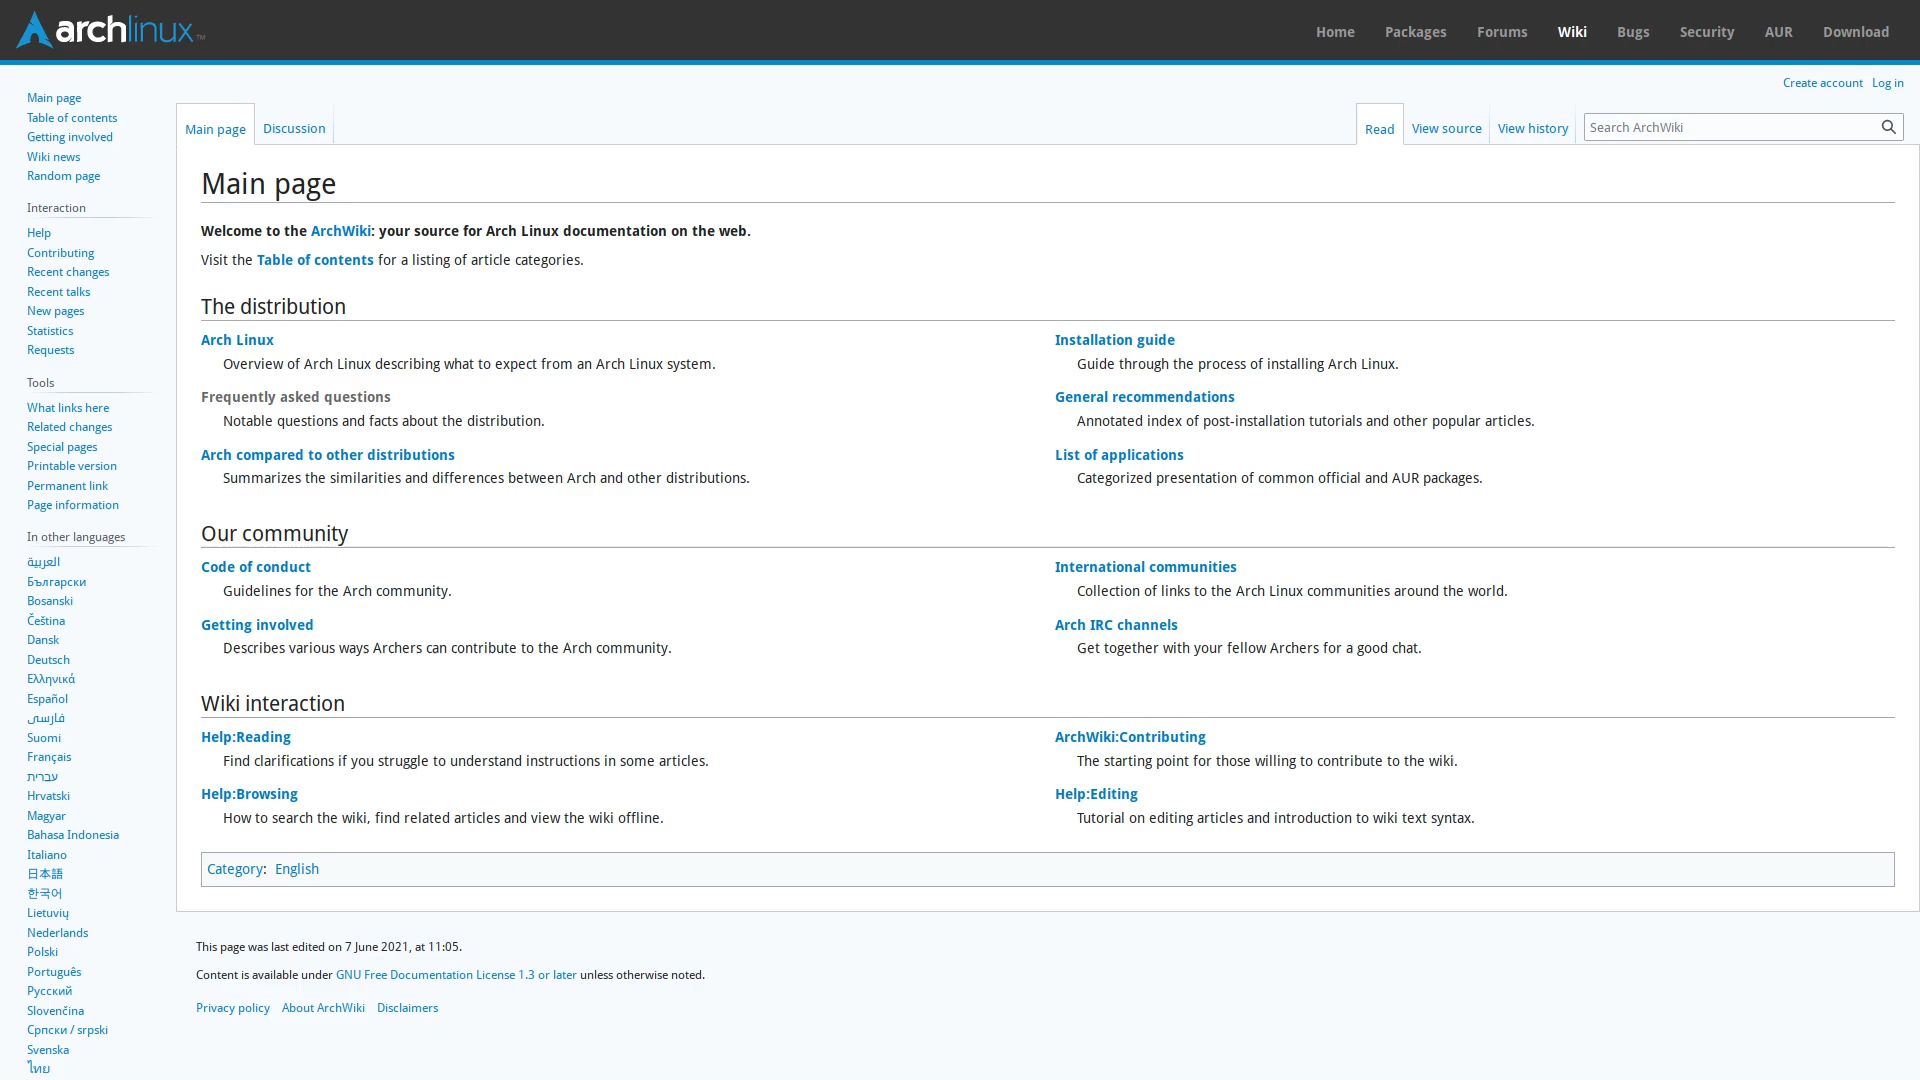 archlinux™
Home Packages Forums Wiki Bugs Security AUR Download
Create account Log in
Main page
Table of contents
Getting involved
Wiki news
Random page
Interaction
Help
Contributing
Recent changes
Recent talks
New pages
Statistics
Requests
Tools
What links here
Related changes
Special pages
Printable version
Permanent link
Page information
In other languages
العربية
Български
Bosanski
Čeština
Dansk
Deutsch
Ελληνικά
Español
فارسی
Suomi
Français
עברית
Hrvatski
Magyar
Bahasa Indonesia
Italiano
日本語
한국어
Lietuvių
Nederlands
Polski
Português
Русский
Slovenčina
Српски / srpski
Svenska
ไทย
Main page Discussion
Read View source View history Search ArchWiki
Main page
Welcome to the ArchWiki: your source for Arch Linux documentation on the web.
Visit the Table of contents for a listing of article categories.
The distribution
Arch Linux
Overview of Arch Linux describing what to expect from an Arch Linux system.
Frequently asked questions
Notable questions and facts about the distribution.
Arch compared to other distributions
Summarizes the similarities and differences between Arch and other distributions.
Installation guide
Guide through the process of installing Arch Linux.
General recommendations
Annotated index of post-installation tutorials and other popular articles.
List of applications
Categorized presentation of common official and AUR packages.
Our community
Code of conduct
Guidelines for the Arch community.
Getting involved
Describes various ways Archers can contribute to the Arch community.
International communities
Collection of links to the Arch Linux communities around the world.
Arch IRC channels
Get together with your fellow Archers for a good chat.
Wiki interaction
Help:Reading
Find clarifications if you struggle to understand instructions in some articles.
Help:Browsing
How to search the wiki, find related articles and view the wiki offline.
ArchWiki:Contributing
The starting point for those willing to contribute to the wiki.
Help:Editing
Tutorial on editing articles and introduction to wiki text syntax.
Category: English
This page was last edited on 7 June 2021, at 11:05.
Content is available under GNU Free Documentation License 1.3 or later unless otherwise noted.
Privacy policy About ArchWiki Disclaimers